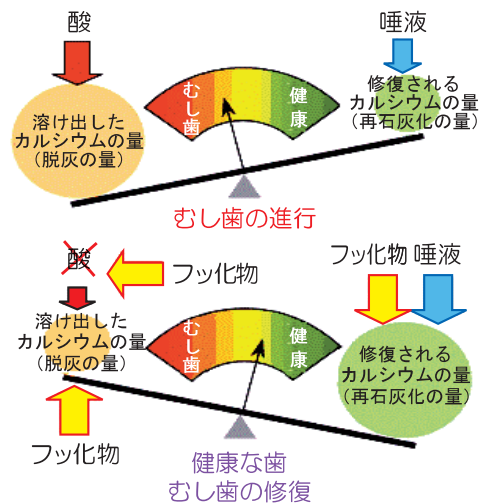 酸
唾液
溶け出した
カルシウムの量
(脱灰の量)
むし歯
健康
修復される
カルシウムの量
(再石灰化の量)
むし歯の進行
酸
フッ化物
フッ化物 唾液
溶け出した
カルシウムの量
(脱灰の量)
むし歯
健康
修復される
カルシウムの量
(再石灰化の量)
フッ化物
健康な歯
むし歯の修復